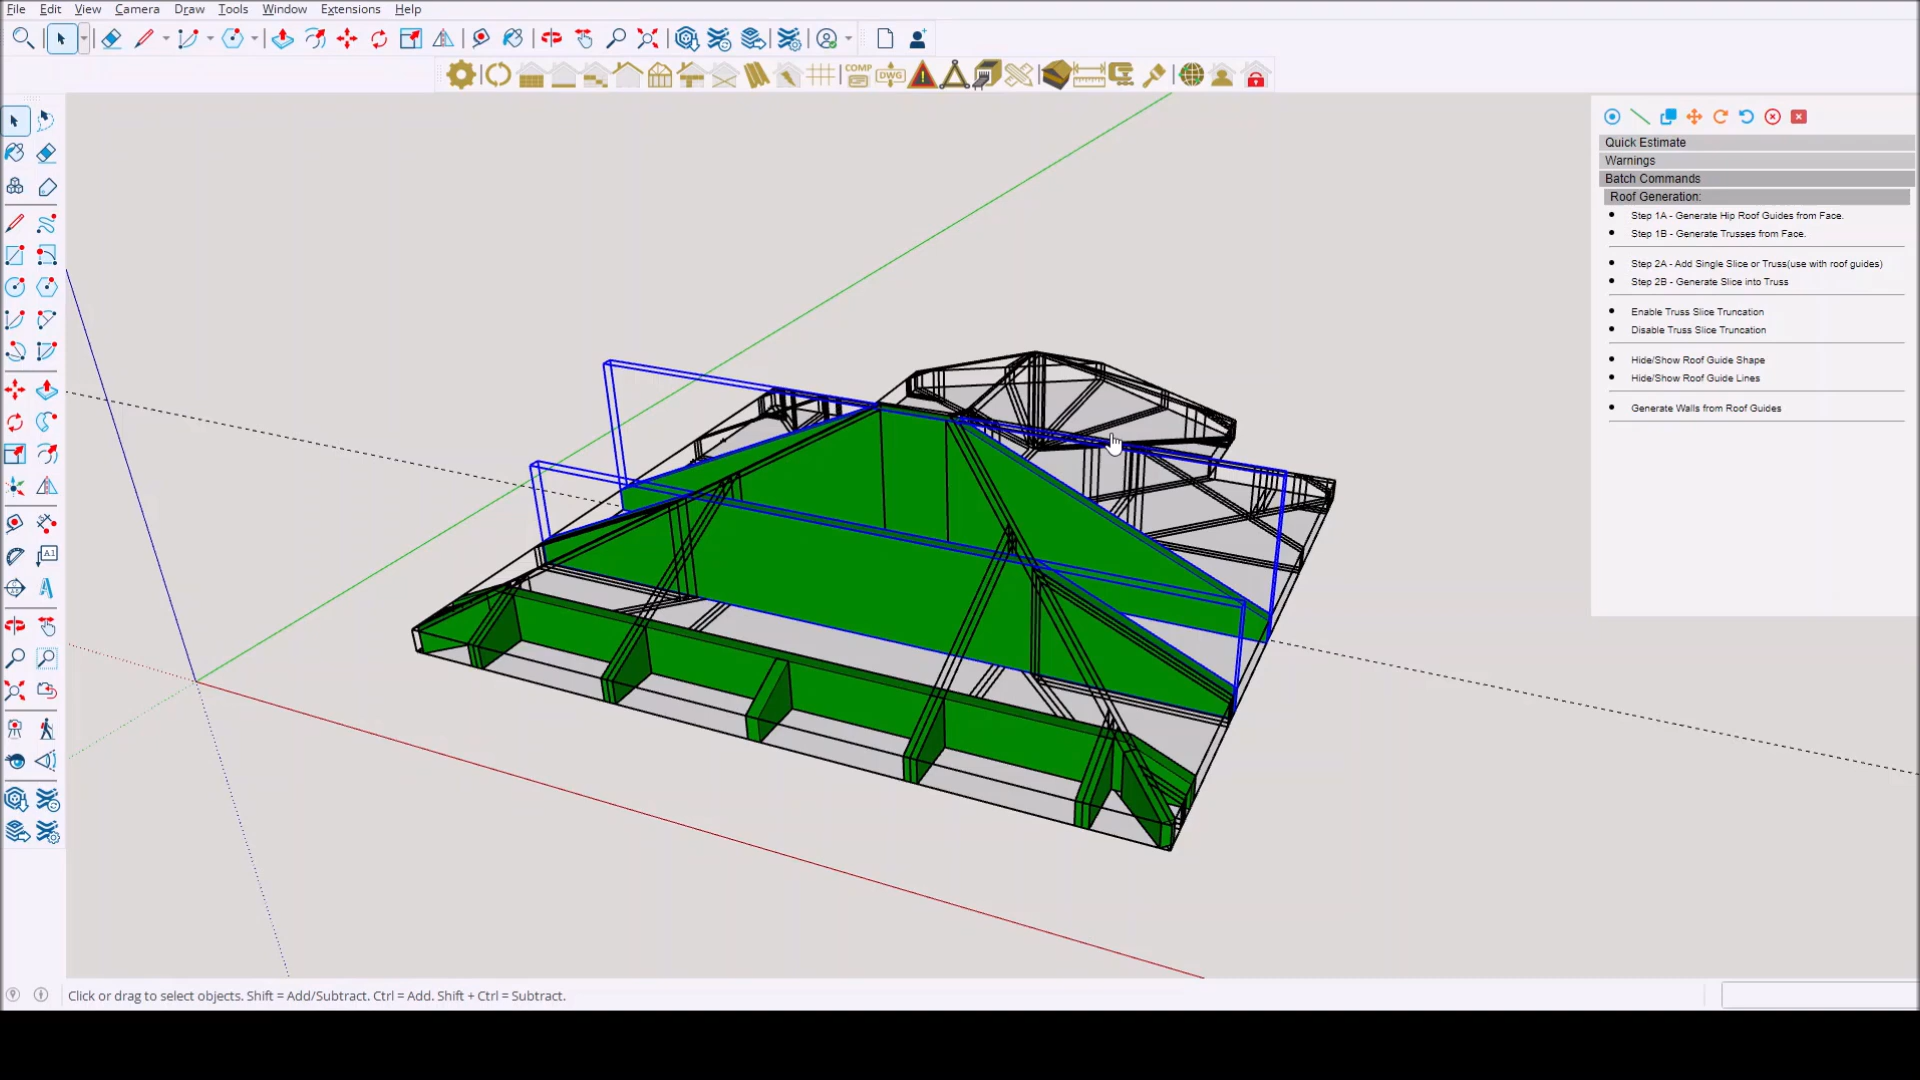 File Edit View Camera Draw Tools Window Extensions Help
COMP
DWG
Quick Estimate
Warnings
Batch Commands
Roof Generation:
Step 1A - Generate Hip Roof Guides from Face.
Step 1B - Generate Trusses from Face.
Step 2A - Add Single Slice or Truss(use with roof guides)
Step 2B - Generate Slice into Truss
Enable Truss Slice Truncation
Disable Truss Slice Truncation
Hide/Show Roof Guide Shape
Hide/Show Roof Guide Lines
Generate Walls from Roof Guides
A1
Click or drag to select objects. Shift = Add/Subtract. Ctrl = Add. Shift + Ctrl = Subtract.